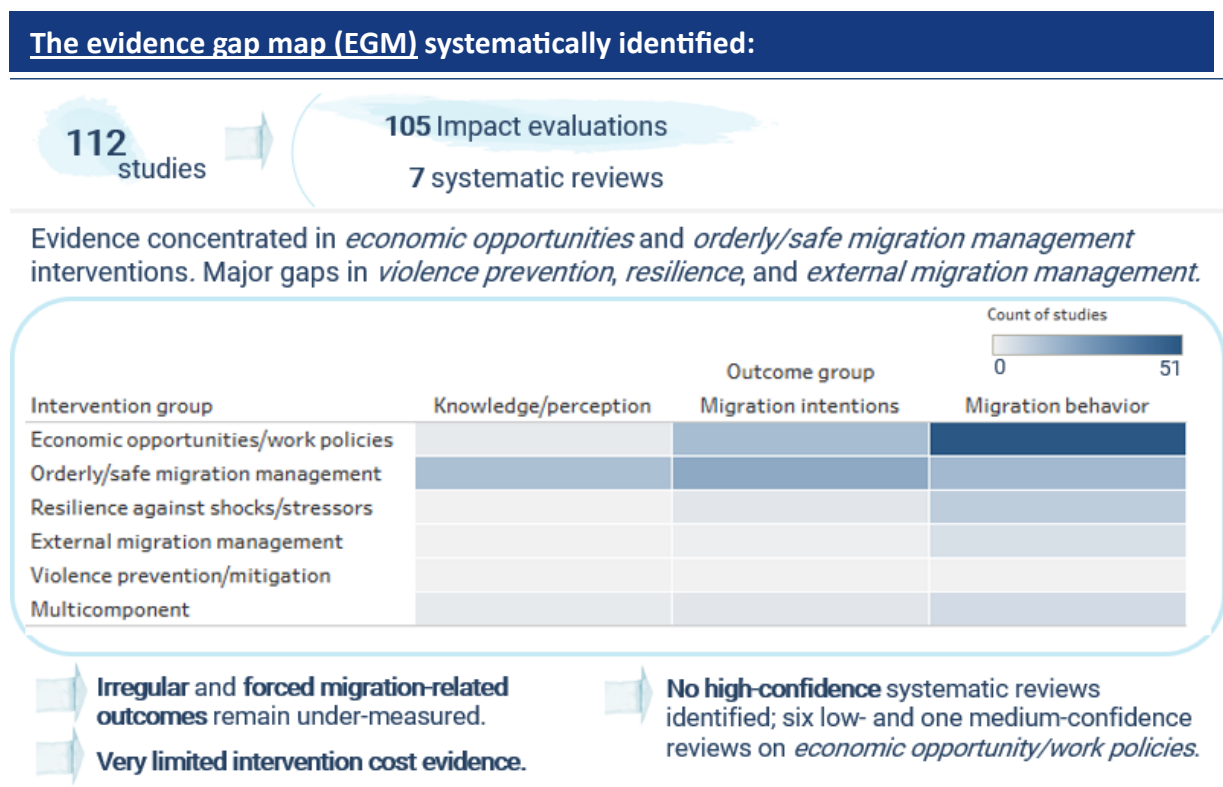 The evidence gap map (EGM) systematically identified:
112
studies
105 Impact evaluations
7 systematic reviews
Evidence concentrated in economic opportunities and orderly/safe migration management
interventions. Major gaps in violence prevention, resilience, and external migration management.
Count of studies
0 51
Outcome group
Intervention group Knowledge/perception Migration intentions Migration behavior
Economic opportunities/work policies
Orderly/safe migration management
Resilience against shocks/stressors
External migration management
Violence prevention/mitigation
Multicomponent
Irregular and forced migration-related
outcomes remain under-measured.
Very limited intervention cost evidence.
No high-confidence systematic reviews
identified; six low- and one medium-confidence
reviews on economic opportunity/work policies.